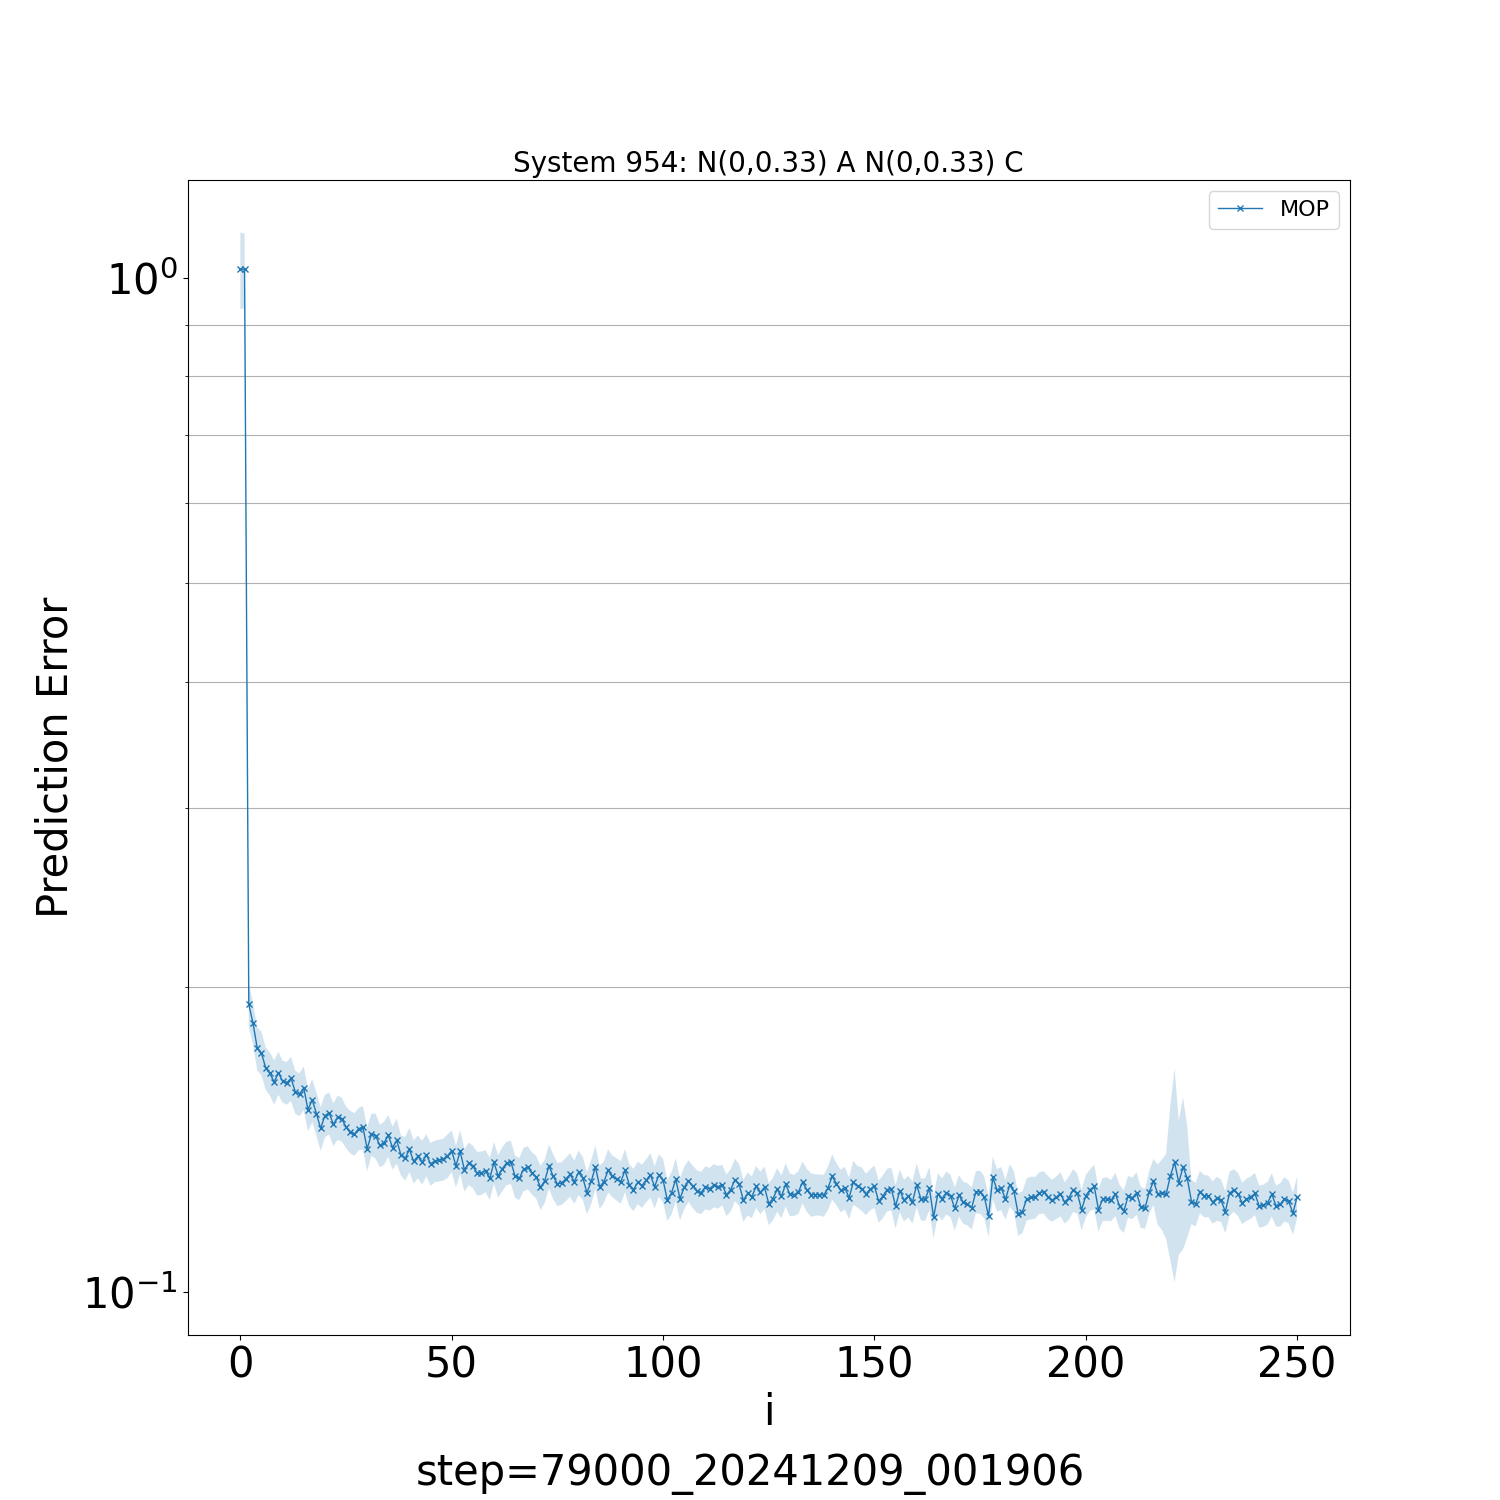 System 954: N(0,0.33) A N(0,0.33) C
MOP
10⁰
10⁻¹
Prediction Error
0 50 100 150 200 250
i
step=79000_20241209_001906